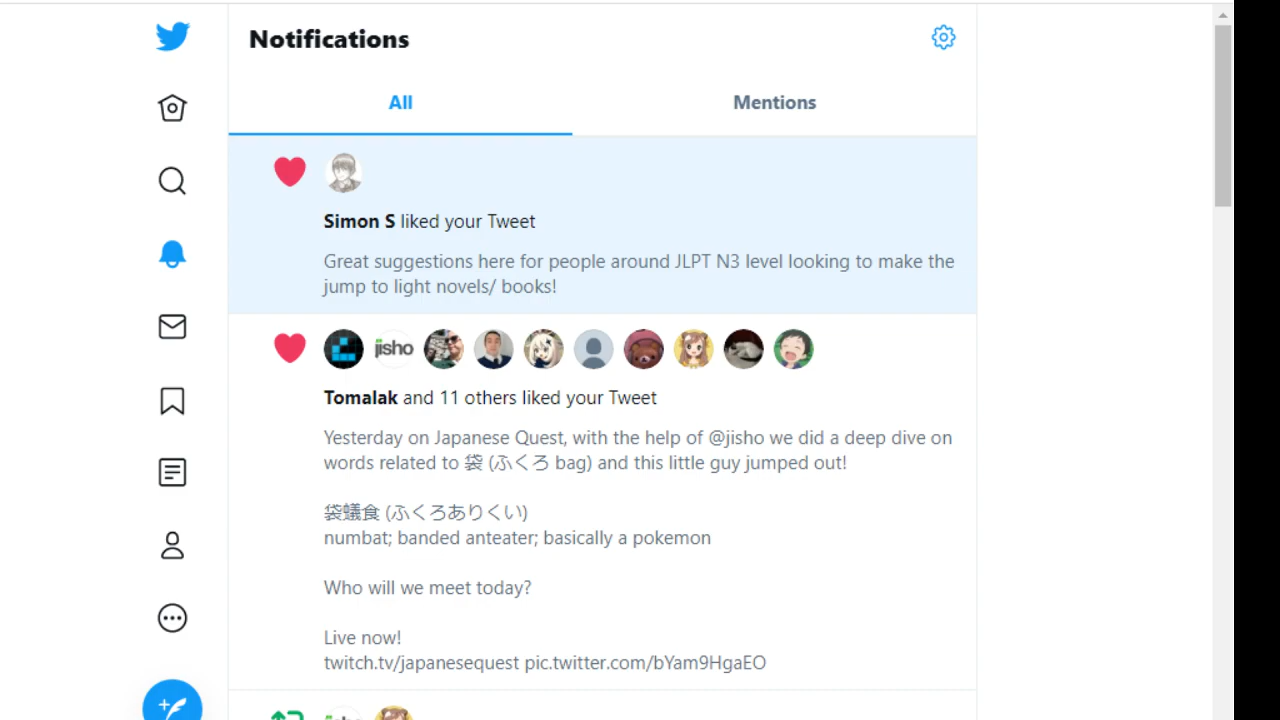 Notifications
All
Mentions
Simon S liked your Tweet
Great suggestions here for people around JLPT N3 level looking to make the
jump to light novels/ books!
jisho
Tomalak and 11 others liked your Tweet
Yesterday on Japanese Quest, with the help of @jisho we did a deep dive on
words related to 袋 (ふくろ bag) and this little guy jumped out!
袋蟻食 (ふくろありくい)
numbat; banded anteater; basically a pokemon
Who will we meet today?
Live now!
twitch.tv/japanesequest pic.twitter.com/bYam9HgaEO